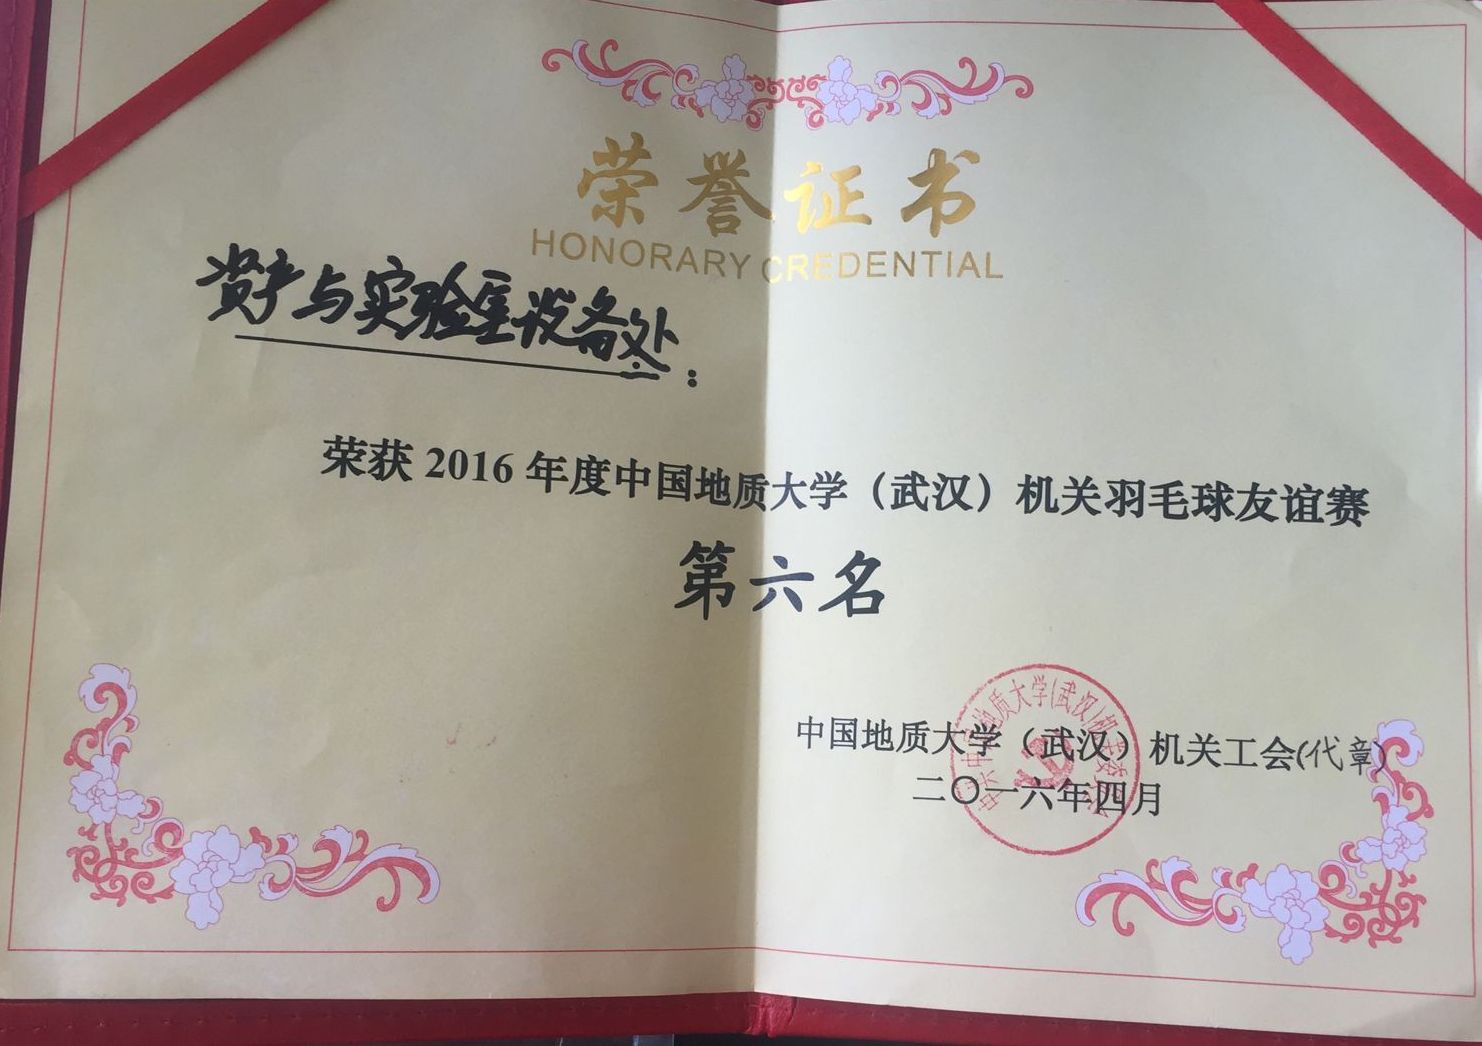 荣誉证书
HONORARY CREDENTIAL
资产与实验室设备处：
荣获 2016 年度中国地质大学（武汉）机关羽毛球友谊赛
第六名
中国地质大学（武汉）机关工会(代章)
二〇一六年四月